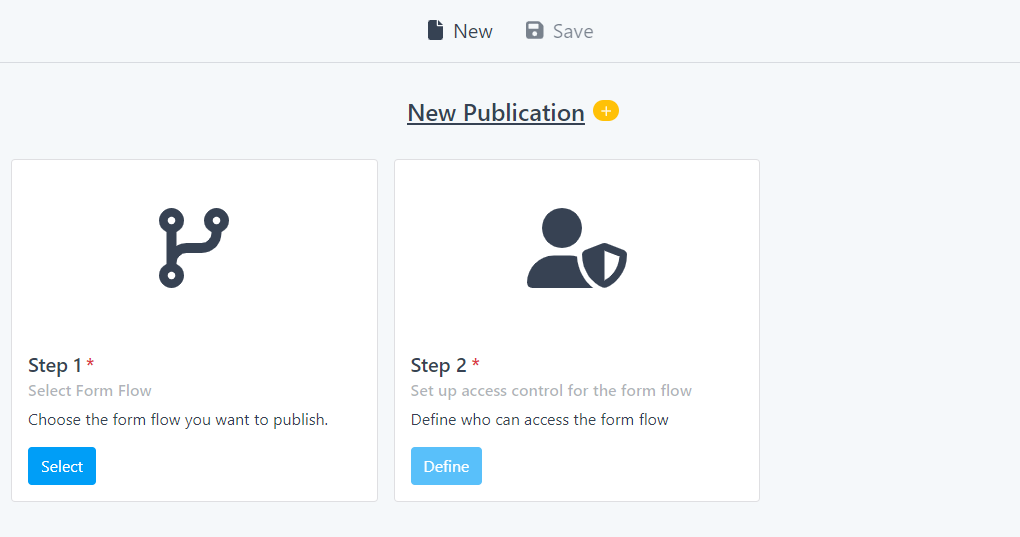 New Save
New Publication +
Step 1 *
Select Form Flow
Choose the form flow you want to publish.
Select
Step 2 *
Set up access control for the form flow
Define who can access the form flow
Define